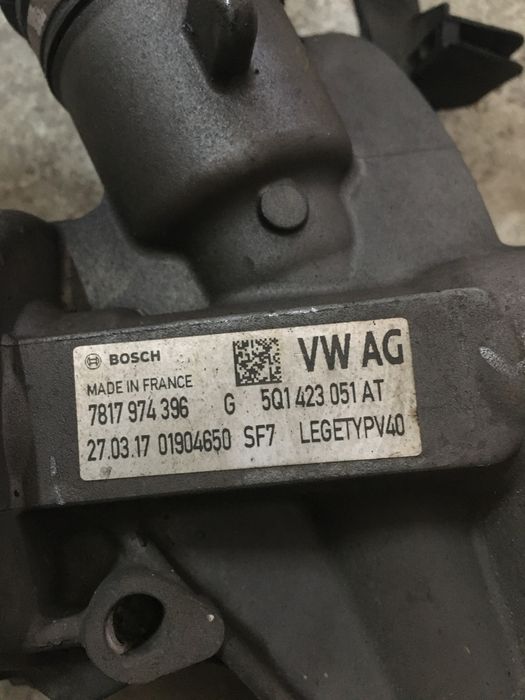 BOSCH VW AG
MADE IN FRANCE
7817 974 396 G 5Q1 423 051 AT
27.03.17 01904650 SF7 LEGETYPV40